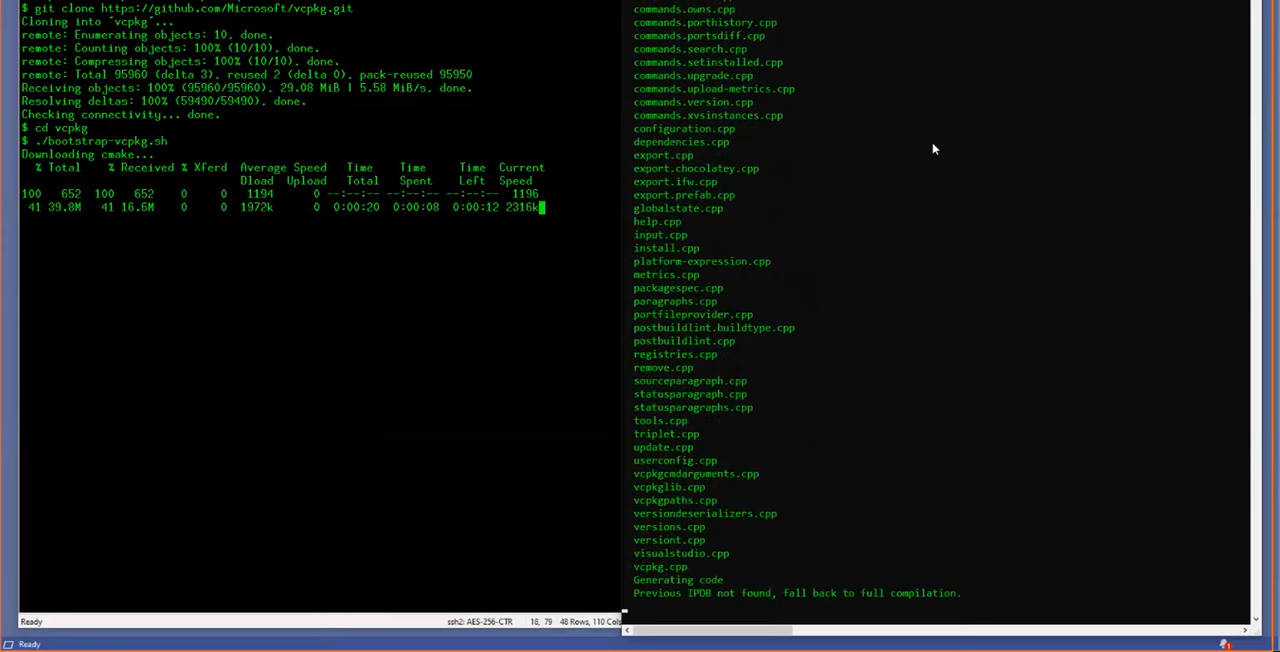 $ git clone https://github.com/Microsoft/vcpkg.git
Cloning into 'vcpkg'...
remote: Enumerating objects: 10, done.
remote: Counting objects: 100% (10/10), done.
remote: Compressing objects: 100% (10/10), done.
remote: Total 95960 (delta 3), reused 2 (delta 0), pack-reused 95950
Receiving objects: 100% (95960/95960), 29.08 MiB | 5.58 MiB/s, done.
Resolving deltas: 100% (59490/59490), done.
Checking connectivity... done.
$ cd vcpkg
$ ./bootstrap-vcpkg.sh
Downloading cmake...
% Total % Received % Xferd Average Speed Time Time Time Current
Dload Upload Total Spent Left Speed
100 652 100 652 0 0 1194 0 --:--:-- --:--:-- --:--:-- 1196
41 39.8M 41 16.6M 0 0 1972k 0 0:00:20 0:00:08 0:00:12 2316k
Ready
ssh2: AES-256-CTR 18, 79 48 Rows, 110 Cols
commands.owns.cpp
commands.porthistory.cpp
commands.portsdiff.cpp
commands.search.cpp
commands.setinstalled.cpp
commands.upgrade.cpp
commands.upload-metrics.cpp
commands.version.cpp
commands.xvsinstances.cpp
configuration.cpp
dependencies.cpp
export.cpp
export.chocolatey.cpp
export.ifw.cpp
export.prefab.cpp
globalstate.cpp
help.cpp
input.cpp
install.cpp
platform-expression.cpp
metrics.cpp
packagespec.cpp
paragraphs.cpp
portfileprovider.cpp
postbuildlint.buildtype.cpp
postbuildlint.cpp
registries.cpp
remove.cpp
sourceparagraph.cpp
statusparagraph.cpp
statusparagraphs.cpp
tools.cpp
triplet.cpp
update.cpp
userconfig.cpp
vcpkgcmdarguments.cpp
vcpkglib.cpp
vcpkgpaths.cpp
versiondeserializers.cpp
versions.cpp
versiont.cpp
visualstudio.cpp
vcpkg.cpp
Generating code
Previous IPDB not found, fall back to full compilation.
Ready
1